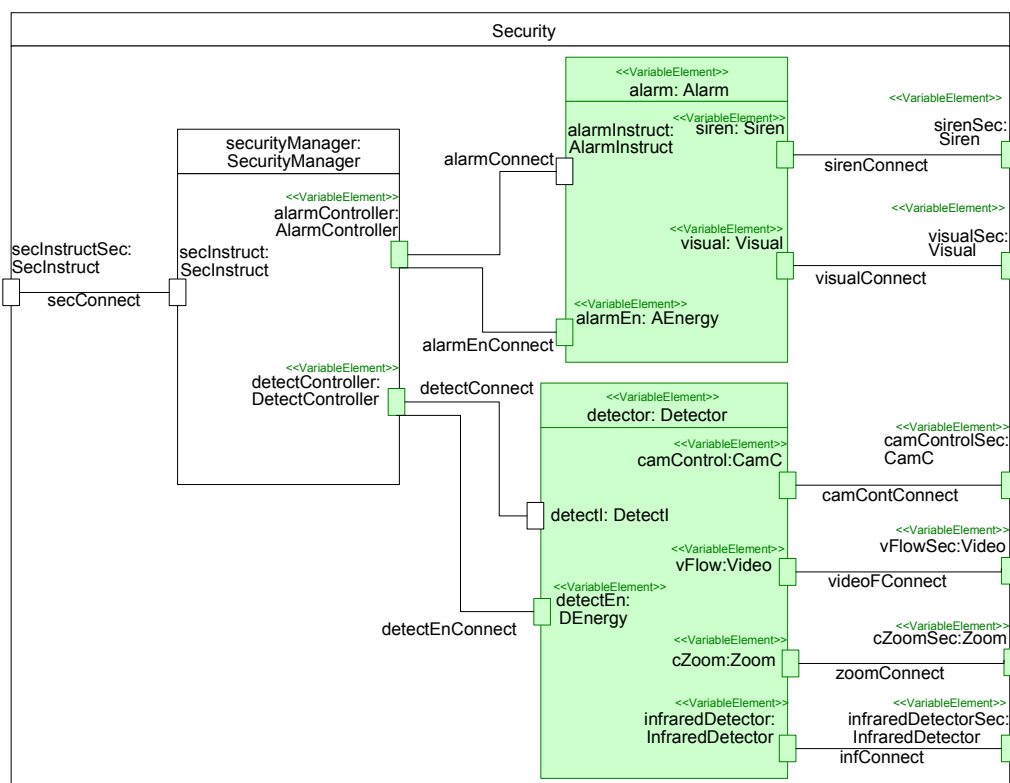 Security
<<VariableElement>>
alarm: Alarm
<<VariableElement>>
siren: Siren
alarmInstruct:
AlarmInstruct
<<VariableElement>>
sirenSec:
Siren
sirenConnect
securityManager:
SecurityManager
alarmConnect
<<VariableElement>>
alarmController:
AlarmController
<<VariableElement>>
visual: Visual
<<VariableElement>>
visualSec:
Visual
visualConnect
secInstructSec:
SecInstruct
secInstruct:
SecInstruct
secConnect
<<VariableElement>>
alarmEn: AEnergy
alarmEnConnect
<<VariableElement>>
detectController:
DetectController
detectConnect
<<VariableElement>>
detector: Detector
<<VariableElement>>
camControl:CamC
<<VariableElement>>
camControlSec:
CamC
camContConnect
detectI: DetectI
<<VariableElement>>
vFlow:Video
<<VariableElement>>
vFlowSec:Video
videoFConnect
<<VariableElement>>
detectEn:
DEnergy
detectEnConnect
<<VariableElement>>
cZoom:Zoom
<<VariableElement>>
cZoomSec:Zoom
zoomConnect
<<VariableElement>>
infraredDetector:
InfraredDetector
<<VariableElement>>
infraredDetectorSec:
InfraredDetector
infConnect